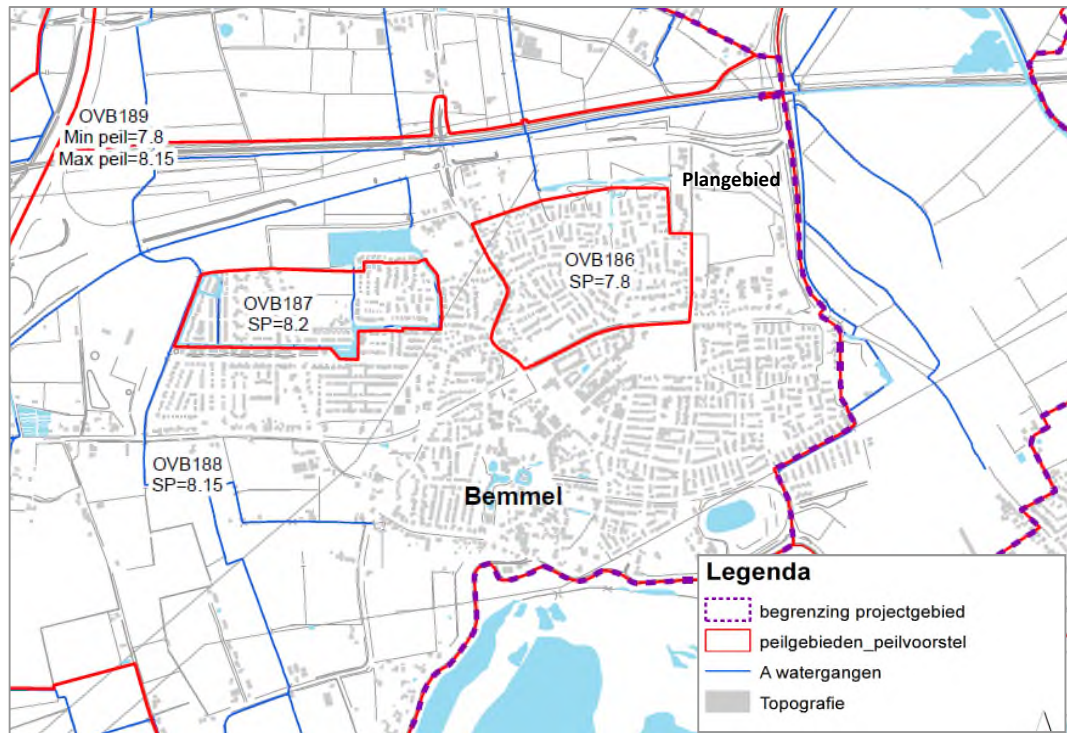 OVB189
Min peil=7.8
Max peil=8.15
Plangebied
OVB186
SP=7.8
OVB187
SP=8.2
OVB188
SP=8.15
Bemmel
Legenda
begrenzing projectgebied
peilgebieden_peilvoorstel
A watergangen
Topografie